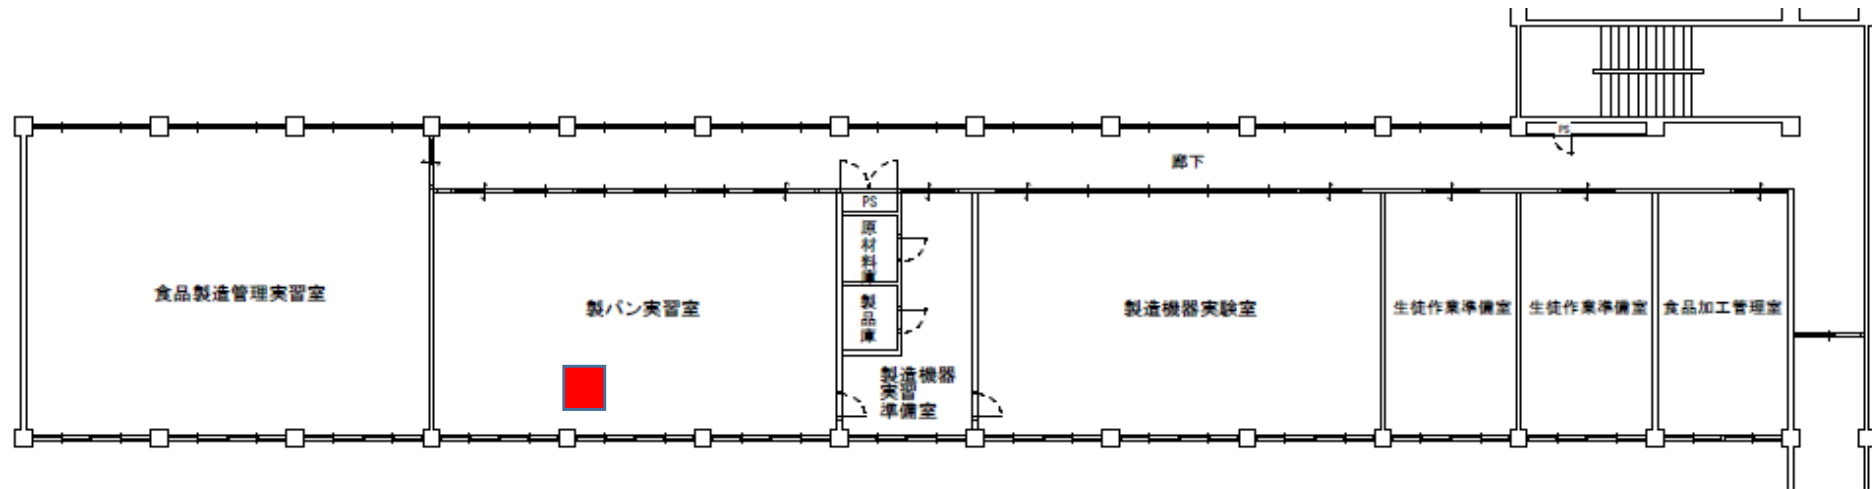 PS
廊下
PS
原材料庫
食品製造管理実習室
製パン実習室
製品庫
製造機器実験室
生徒作業準備室
生徒作業準備室
食品加工管理室
製造機器
実習
準備室